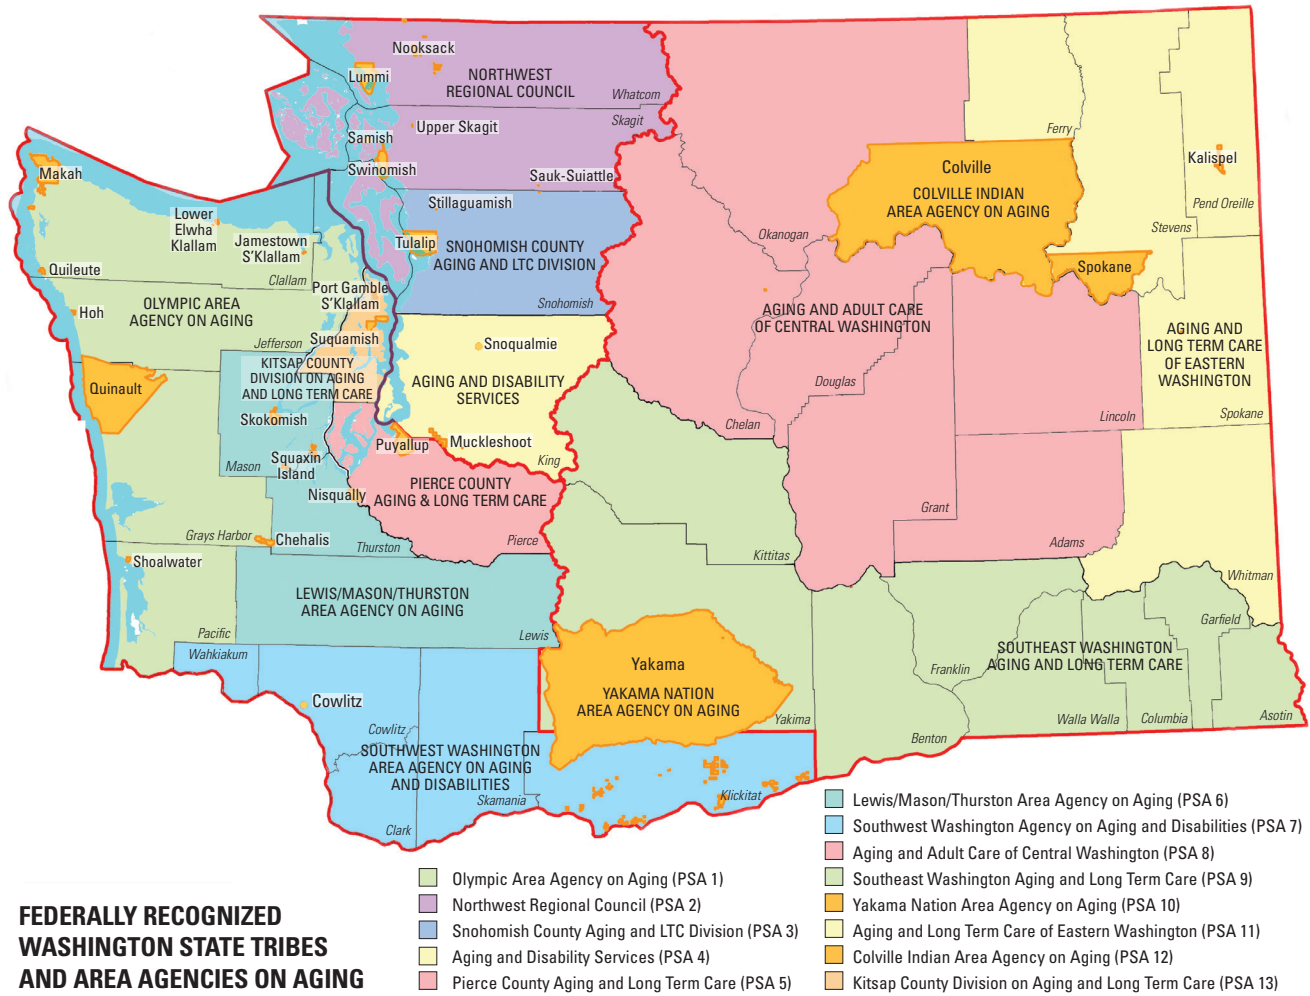 Nooksack
Lummi
NORTHWEST
REGIONAL COUNCIL
Whatcom
Skagit
Upper Skagit
Samish
Swinomish
Sauk-Suiattle
Makah
Lower
Elwha
Klallam
Jamestown
S'Klallam
Quileute
Clallam
Hoh
OLYMPIC AREA
AGENCY ON AGING
Jefferson
Stillaguamish
Tulalip
SNOHOMISH COUNTY
AGING AND LTC DIVISION
Snohomish
Port Gamble
S'Klallam
Suquamish
KITSAP COUNTY
DIVISION ON AGING
AND LONG TERM CARE
Snoqualmie
AGING AND DISABILITY
SERVICES
Muckleshoot
King
Puyallup
PIERCE COUNTY
AGING & LONG TERM CARE
Pierce
Quinault
Skokomish
Squaxin
Island
Mason
Nisqually
Grays Harbor
Chehalis
Thurston
Shoalwater
Pacific
LEWIS/MASON/THURSTON
AREA AGENCY ON AGING
Lewis
Wahkiakum
Cowlitz
Cowlitz
SOUTHWEST WASHINGTON
AREA AGENCY ON AGING
AND DISABILITIES
Skamania
Clark
Klickitat
Ferry
Colville
COLVILLE INDIAN
AREA AGENCY ON AGING
Okanogan
Kalispel
Pend Oreille
Stevens
Spokane
AGING AND ADULT CARE
OF CENTRAL WASHINGTON
Douglas
Chelan
Lincoln
Grant
Adams
AGING AND
LONG TERM CARE
OF EASTERN
WASHINGTON
Spokane
Whitman
Kittitas
Yakama
YAKAMA NATION
AREA AGENCY ON AGING
Yakima
SOUTHEAST WASHINGTON
AGING AND LONG TERM CARE
Garfield
Franklin
Benton
Walla Walla
Columbia
Asotin
FEDERALLY RECOGNIZED
WASHINGTON STATE TRIBES
AND AREA AGENCIES ON AGING
Olympic Area Agency on Aging (PSA 1)
Northwest Regional Council (PSA 2)
Snohomish County Aging and LTC Division (PSA 3)
Aging and Disability Services (PSA 4)
Pierce County Aging and Long Term Care (PSA 5)
Lewis/Mason/Thurston Area Agency on Aging (PSA 6)
Southwest Washington Agency on Aging and Disabilities (PSA 7)
Aging and Adult Care of Central Washington (PSA 8)
Southeast Washington Aging and Long Term Care (PSA 9)
Yakama Nation Area Agency on Aging (PSA 10)
Aging and Long Term Care of Eastern Washington (PSA 11)
Colville Indian Area Agency on Aging (PSA 12)
Kitsap County Division on Aging and Long Term Care (PSA 13)